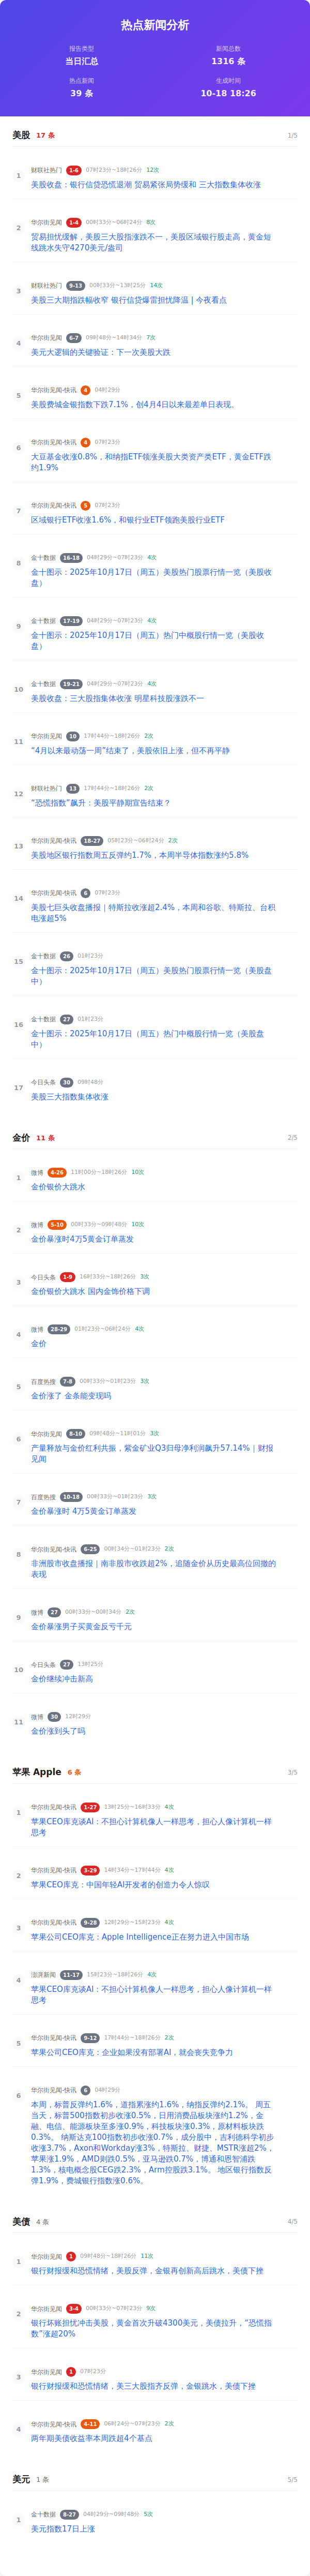 热点新闻分析
报告类型
当日汇总
新闻总数
1316 条
热点新闻
39 条
生成时间
10-18 18:26
美股 17 条 1/5
1 财联社热门 1-6 07时23分~18时26分 12次
美股收盘：银行信贷恐慌退潮 贸易紧张局势缓和 三大指数集体收涨
2 华尔街见闻 1-4 00时33分~06时24分 8次
贸易担忧缓解，美股三大股指涨跌不一，美股区域银行股走高，黄金短
线跳水失守4270美元/盎司
3 财联社热门 9-13 00时33分~13时25分 14次
美股三大期指跌幅收窄 银行信贷爆雷担忧降温 | 今夜看点
4 华尔街见闻 6-7 09时48分~14时34分 7次
美元大逻辑的关键验证：下一次美股大跌
5 华尔街见闻-快讯 4 04时29分
美股费城金银指数下跌7.1%，创4月4日以来最差单日表现。
6 华尔街见闻-快讯 4 07时23分
大豆基金收涨0.8%，和纳指ETF领涨美股大类资产类ETF，黄金ETF跌
约1.9%
7 华尔街见闻-快讯 5 07时23分
区域银行ETF收涨1.6%，和银行业ETF领跑美股行业ETF
8 金十数据 16-18 04时29分~07时23分 4次
金十图示：2025年10月17日（周五）美股热门股票行情一览（美股收
盘）
9 金十数据 17-19 04时29分~07时23分 4次
金十图示：2025年10月17日（周五）热门中概股行情一览（美股收
盘）
10 金十数据 19-21 04时29分~07时23分 4次
美股收盘：三大股指集体收涨 明星科技股涨跌不一
11 华尔街见闻 10 17时44分~18时26分 2次
“4月以来最动荡一周”结束了，美股依旧上涨，但不再平静
12 财联社热门 13 17时44分~18时26分 2次
“恐慌指数”飙升：美股平静期宣告结束？
13 华尔街见闻-快讯 18-27 05时23分~06时24分 2次
美股地区银行指数周五反弹约1.7%，本周半导体指数涨约5.8%
14 华尔街见闻-快讯 6 07时23分
美股七巨头收盘播报｜特斯拉收涨超2.4%，本周和谷歌、特斯拉、台积
电涨超5%
15 金十数据 26 01时23分
金十图示：2025年10月17日（周五）美股热门股票行情一览（美股盘
中）
16 金十数据 27 01时23分
金十图示：2025年10月17日（周五）热门中概股行情一览（美股盘
中）
17 今日头条 30 09时48分
美股三大指数集体收涨
金价 11 条 2/5
1 微博 4-26 11时00分~18时26分 10次
金价银价大跳水
2 微博 5-10 00时33分~09时48分 10次
金价暴涨时4万5黄金订单蒸发
3 今日头条 1-9 16时33分~18时26分 3次
金价银价大跳水 国内金饰价格下调
4 微博 28-29 01时23分~06时24分 4次
金价
5 百度热搜 7-8 00时33分~01时23分 3次
金价涨了 金条能变现吗
6 华尔街见闻 8-10 09时48分~11时01分 3次
产量释放与金价红利共振，紫金矿业Q3归母净利润飙升57.14%｜财报
见闻
7 百度热搜 10-18 00时33分~01时23分 3次
金价暴涨时 4万5黄金订单蒸发
8 华尔街见闻-快讯 6-25 00时34分~01时23分 2次
非洲股市收盘播报｜南非股市收跌超2%，追随金价从历史最高位回撤的
表现
9 微博 27 00时33分~00时34分 2次
金价暴涨男子买黄金反亏千元
10 今日头条 27 13时25分
金价继续冲击新高
11 微博 30 12时29分
金价涨到头了吗
苹果 Apple 6 条 3/5
1 华尔街见闻-快讯 1-27 13时25分~16时33分 4次
苹果CEO库克谈AI：不担心计算机像人一样思考，担心人像计算机一样
思考
2 华尔街见闻-快讯 3-29 14时34分~17时44分 4次
苹果CEO库克：中国年轻AI开发者的创造力令人惊叹
3 华尔街见闻-快讯 9-28 12时29分~15时23分 4次
苹果公司CEO库克：Apple Intelligence正在努力进入中国市场
4 澎湃新闻 11-17 15时23分~18时26分 4次
苹果CEO库克谈AI：不担心计算机像人一样思考，担心人像计算机一样
思考
5 华尔街见闻-快讯 9-12 17时44分~18时26分 2次
苹果公司CEO库克：企业如果没有部署AI，就会丧失竞争力
6 华尔街见闻-快讯 6 04时29分
本周，标普反弹约1.6%，道指累涨约1.6%，纳指反弹约2.1%。 周五
当天，标普500指数初步收涨0.5%，日用消费品板块涨约1.2%，金
融、电信、能源板块至多涨0.9%，科技板块涨0.3%，原材料板块跌
0.3%。 纳斯达克100指数初步收涨0.7%，成分股中，吉利德科学初步
收涨3.7%，Axon和Workday涨3%，特斯拉、财捷、MSTR涨超2%，
苹果涨1.9%，AMD则跌0.5%，亚马逊跌0.7%，博通和恩智浦跌
1.3%，核电概念股CEG跌2.3%，Arm控股跌3.1%。 地区银行指数反
弹1.9%，费城银行指数涨0.6%。
美债 4 条 4/5
1 华尔街见闻 1 09时48分~18时26分 11次
银行财报缓和恐慌情绪，美股反弹，金银再创新高后跳水，美债下挫
2 华尔街见闻 3-4 00时33分~07时23分 9次
银行坏账担忧冲击美股，黄金首次升破4300美元，美债拉升，“恐慌指
数”涨超20%
3 华尔街见闻 1 07时23分
银行财报缓和恐慌情绪，美三大股指齐反弹，金银跳水，美债下挫
4 华尔街见闻-快讯 4-11 06时24分~07时23分 2次
两年期美债收益率本周跌超4个基点
美元 1 条 5/5
1 金十数据 8-27 04时29分~09时48分 5次
美元指数17日上涨